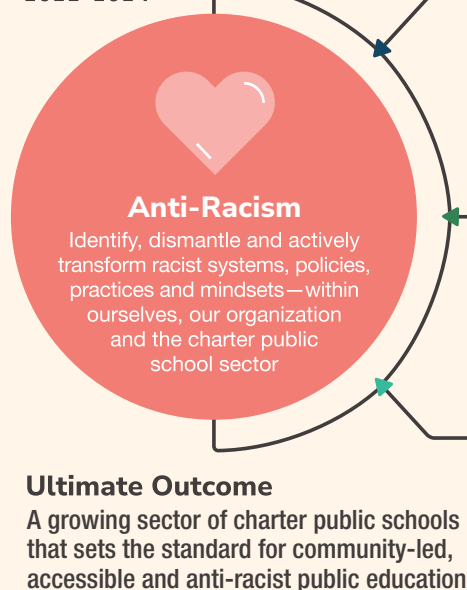 Anti-Racism
Identify, dismantle and actively
transform racist systems, policies,
practices and mindsets—within
ourselves, our organization
and the charter public
school sector
Ultimate Outcome
A growing sector of charter public schools
that sets the standard for community-led,
accessible and anti-racist public education